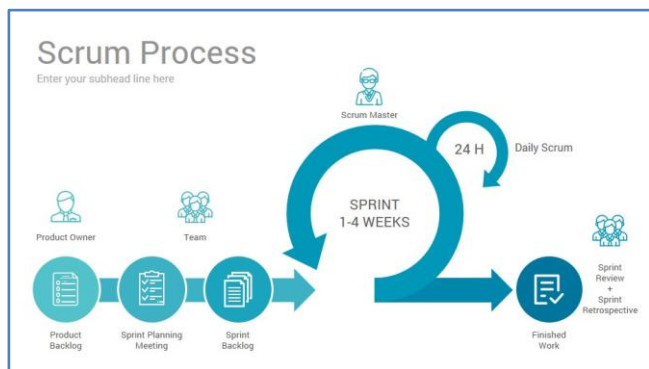 Scrum Process
Enter your subhead line here
Scrum Master
24 H
Daily Scrum
SPRINT
1-4 WEEKS
Product Owner
Team
Sprint
Review
+
Sprint
Retrospective
Product
Backlog
Sprint Planning
Meeting
Sprint
Backlog
Finished
Work